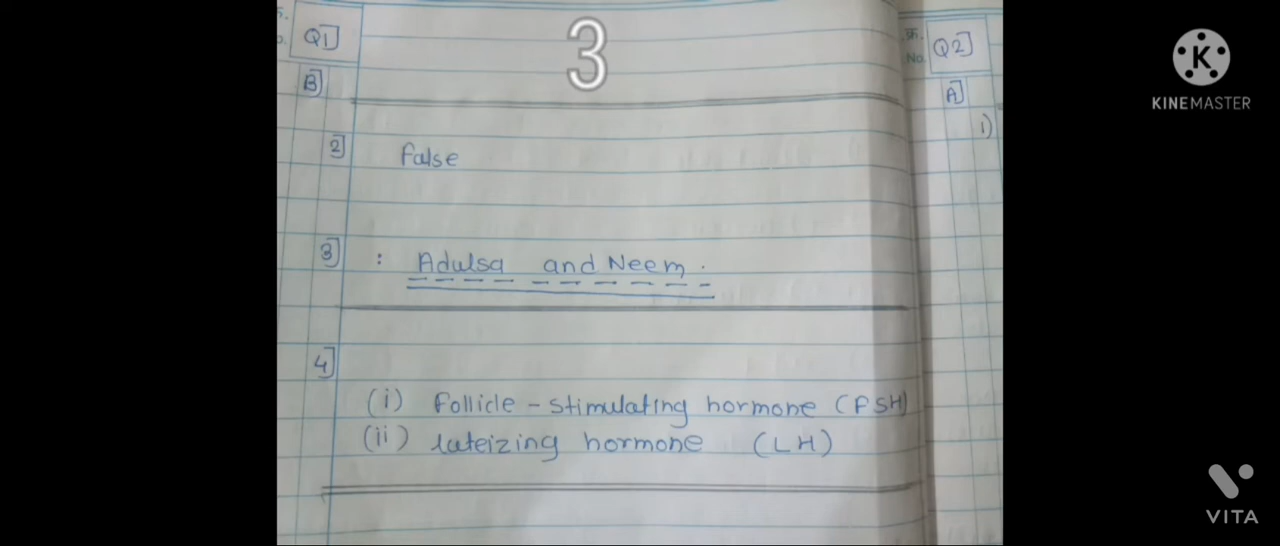 Q1]
3
क्र.
No.
Q2]
B]
A]
1)
2] False
3] : Adulsa and Neem.
4]
(i) Follicle - stimulating hormone (FSH)
(ii) luteizing hormone (LH)
KINEMASTER
VITA